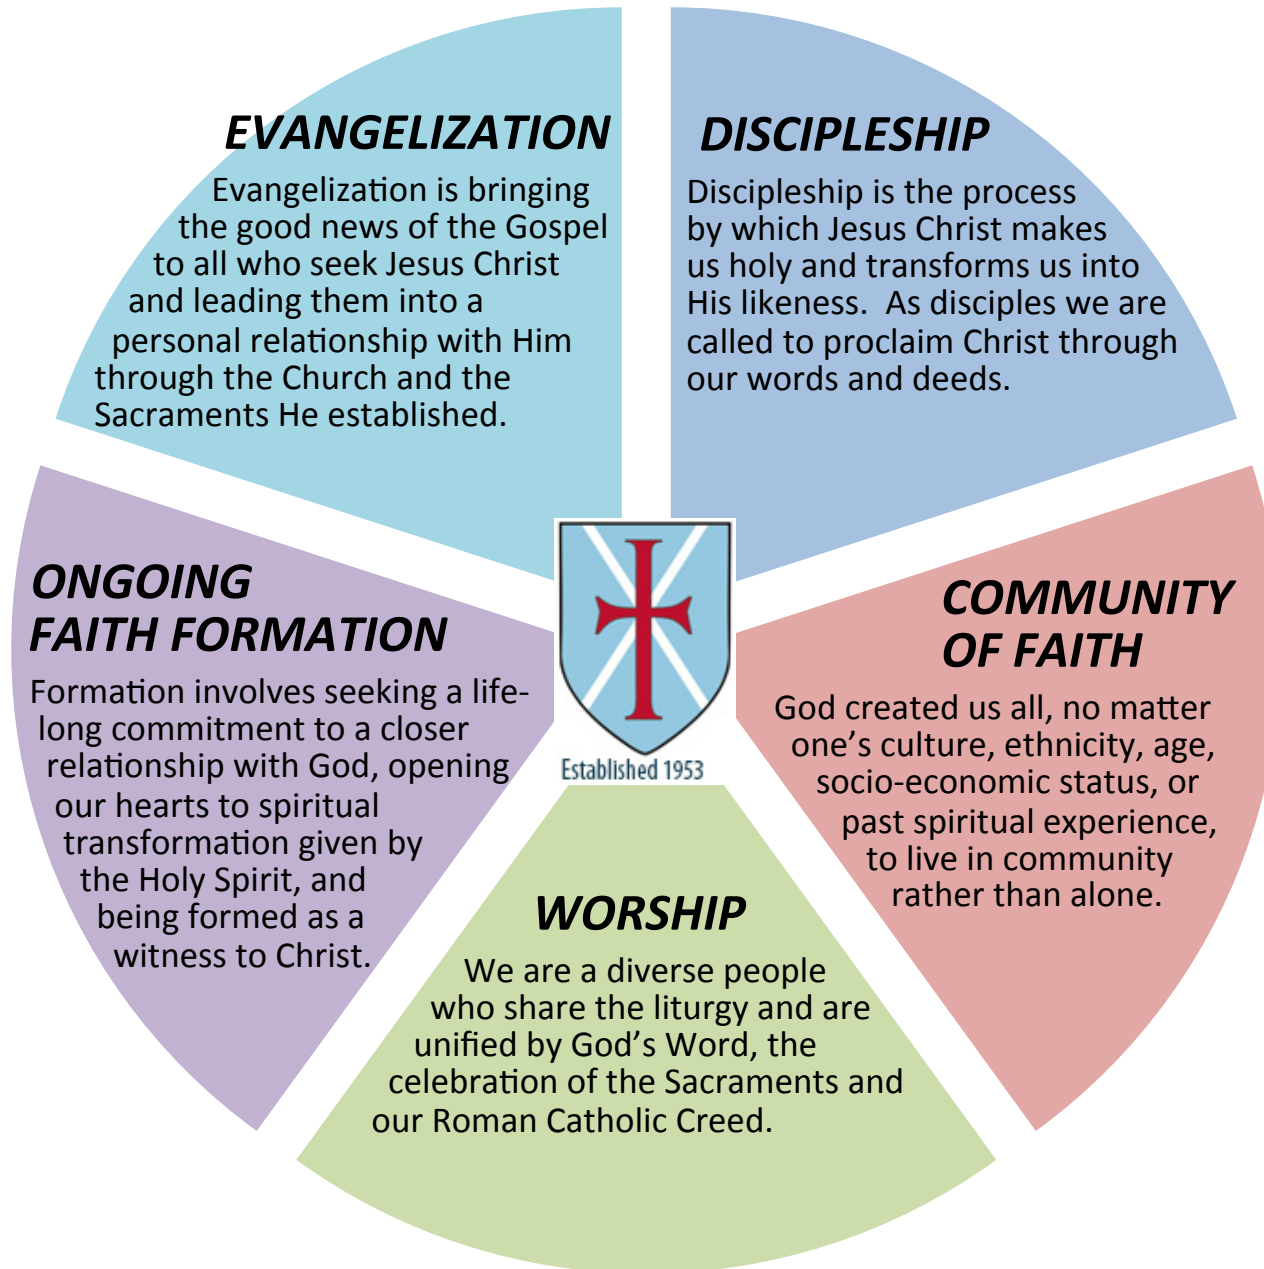 EVANGELIZATION
Evangelization is bringing
the good news of the Gospel
to all who seek Jesus Christ
and leading them into a
personal relationship with Him
through the Church and the
Sacraments He established.
DISCIPLESHIP
Discipleship is the process
by which Jesus Christ makes
us holy and transforms us into
His likeness.  As disciples we are
called to proclaim Christ through
our words and deeds.
ONGOING
FAITH FORMATION
Formation involves seeking a life-
long commitment to a closer
relationship with God, opening
our hearts to spiritual
transformation given by
the Holy Spirit, and
being formed as a
witness to Christ.
Established 1953
COMMUNITY
OF FAITH
God created us all, no matter
one’s culture, ethnicity, age,
socio-economic status, or
past spiritual experience,
to live in community
rather than alone.
WORSHIP
We are a diverse people
who share the liturgy and are
unified by God’s Word, the
celebration of the Sacraments and
our Roman Catholic Creed.